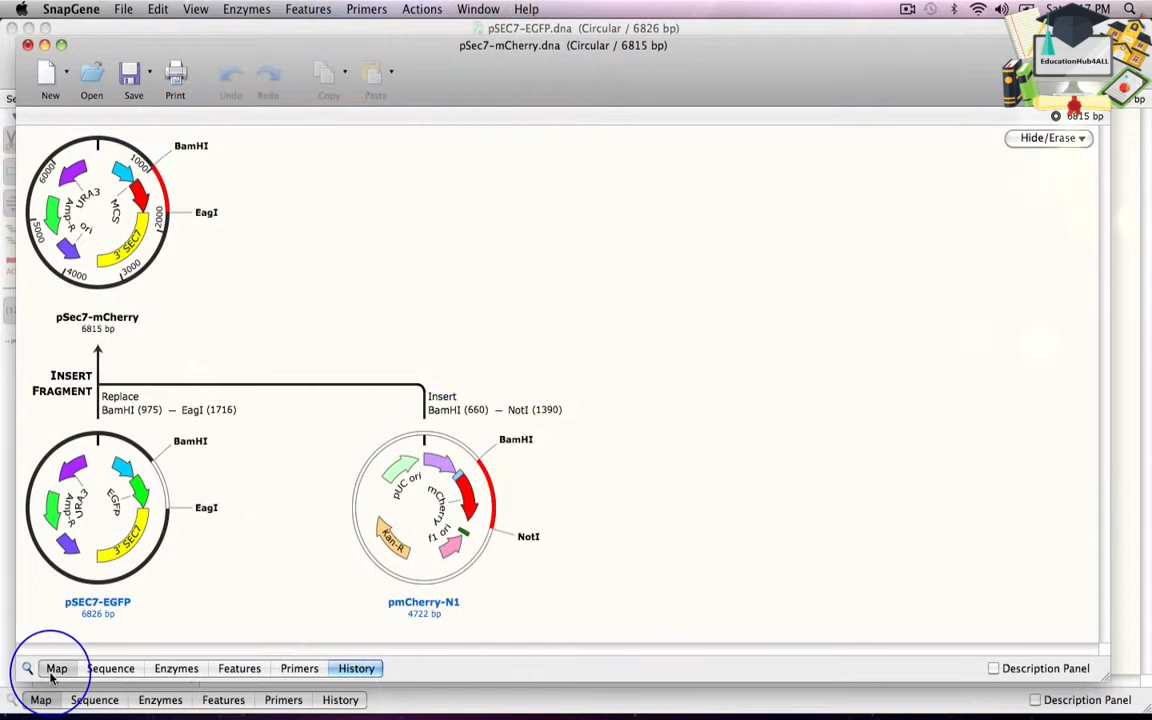 SnapGene File Edit View Enzymes Features Primers Actions Window Help
pSEC7-EGFP.dna (Circular / 6826 bp)
pSec7-mCherry.dna (Circular / 6815 bp)
EducationHub4ALL
New Open Save Print Undo Redo Copy Paste
bp
6815 bp
Hide/Erase
BamHI
EagI
1000
2000
3000
4000
5000
6000
URA3
MCS
Amp-R
ori
3' SEC7
pSec7-mCherry
6815 bp
INSERT
FRAGMENT
Replace
BamHI (975) – EagI (1716)
Insert
BamHI (660) – NotI (1390)
BamHI
EagI
URA3
EGFP
Amp-R
3' SEC7
BamHI
NotI
pUC ori
mCherry
f1 ori
Kan-R
pSEC7-EGFP
6826 bp
pmCherry-N1
4722 bp
Map Sequence Enzymes Features Primers History Description Panel
Map Sequence Enzymes Features Primers History Description Panel